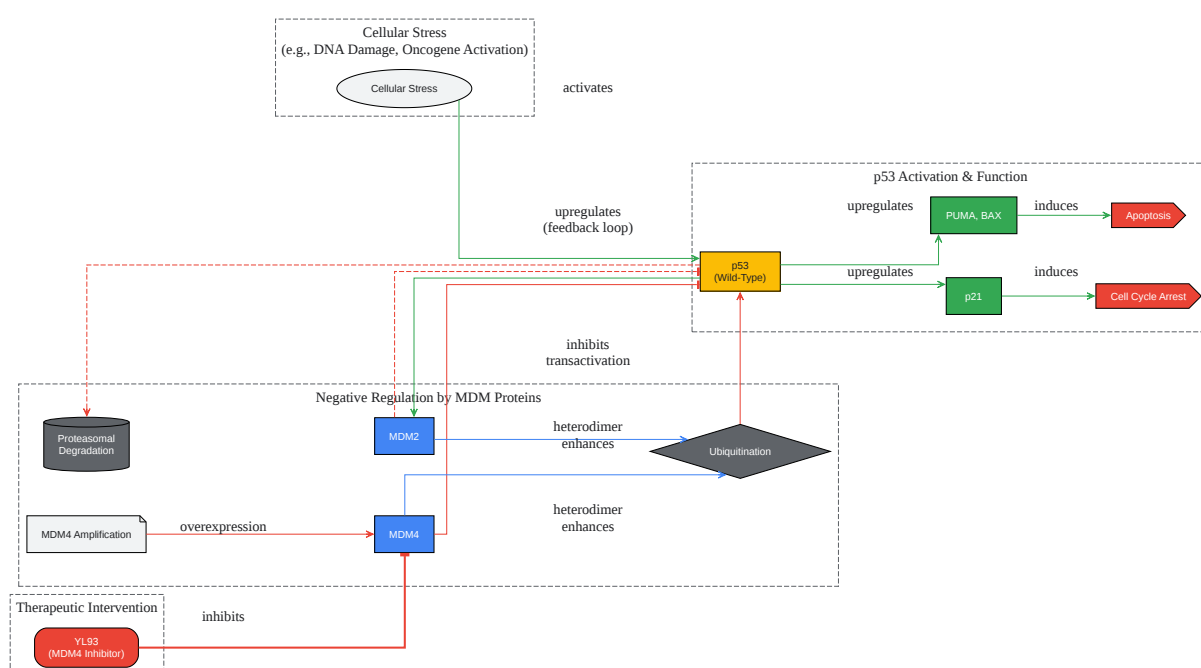 Cellular Stress
(e.g., DNA Damage, Oncogene Activation)
Cellular Stress
activates
p53 Activation & Function
upregulates
PUMA, BAX
induces
Apoptosis
upregulates
(feedback loop)
p53
(Wild-Type)
upregulates
p21
induces
Cell Cycle Arrest
inhibits
transactivation
Negative Regulation by MDM Proteins
Proteasomal
Degradation
MDM2
heterodimer
enhances
Ubiquitination
MDM4 Amplification
overexpression
MDM4
heterodimer
enhances
Therapeutic Intervention
inhibits
YL93
(MDM4 Inhibitor)